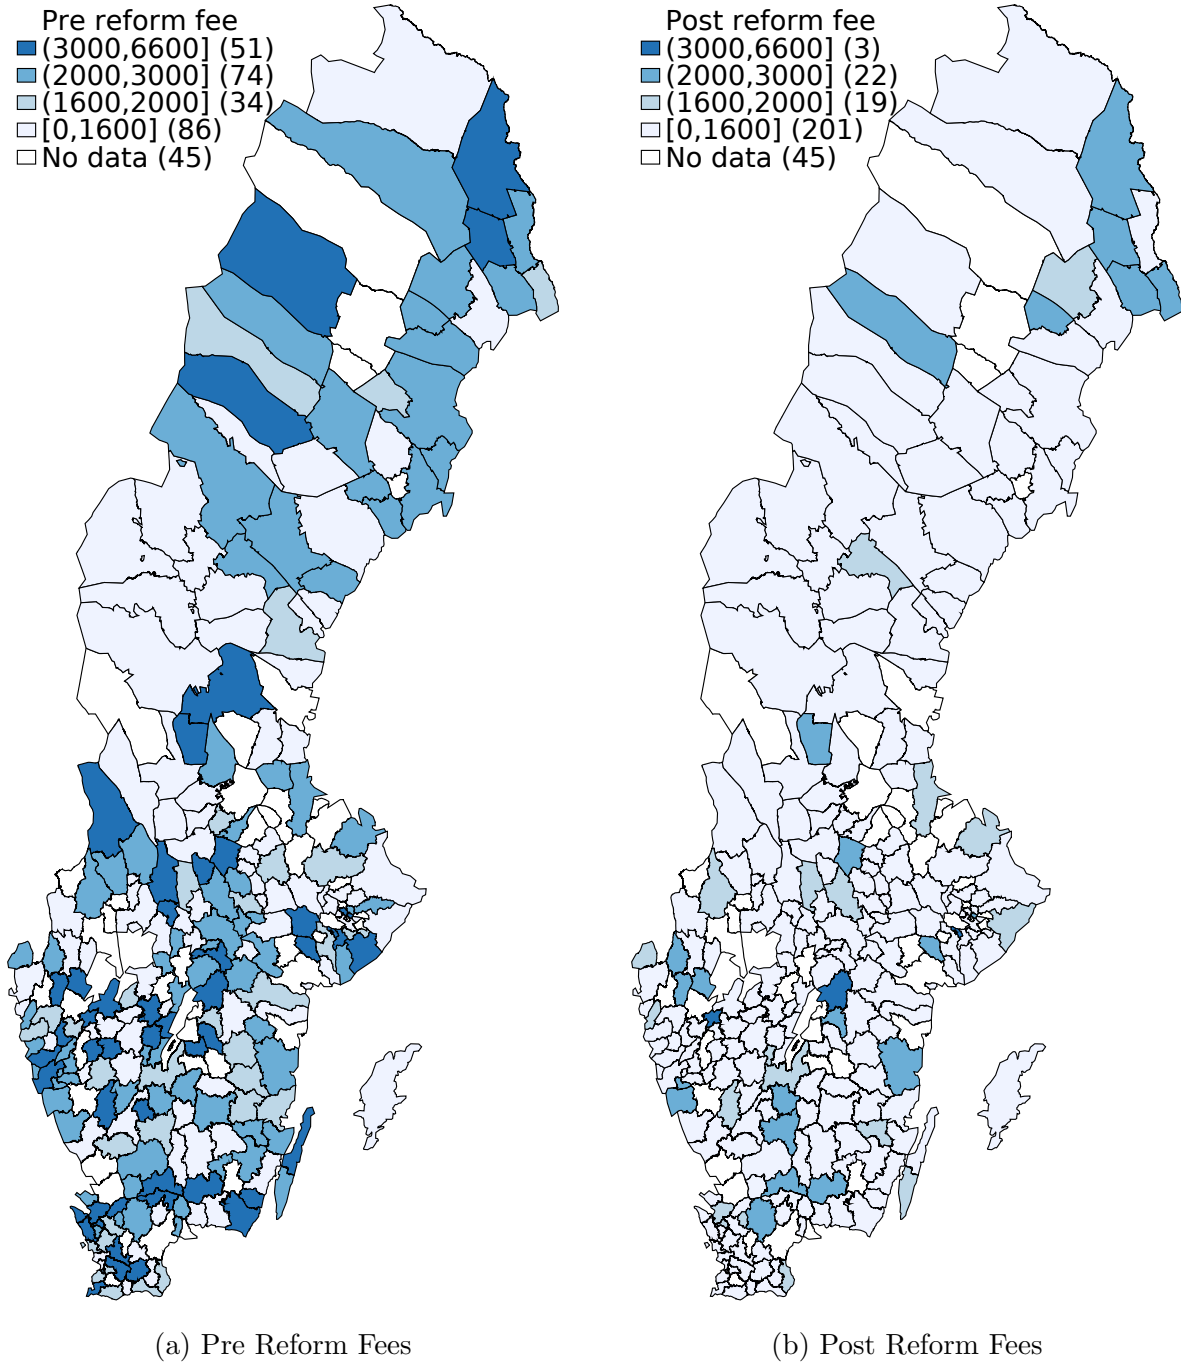 Pre reform fee
(3000,6600] (51)
(2000,3000] (74)
(1600,2000] (34)
[0,1600] (86)
No data (45)
Post reform fee
(3000,6600] (3)
(2000,3000] (22)
(1600,2000] (19)
[0,1600] (201)
No data (45)
(a) Pre Reform Fees
(b) Post Reform Fees